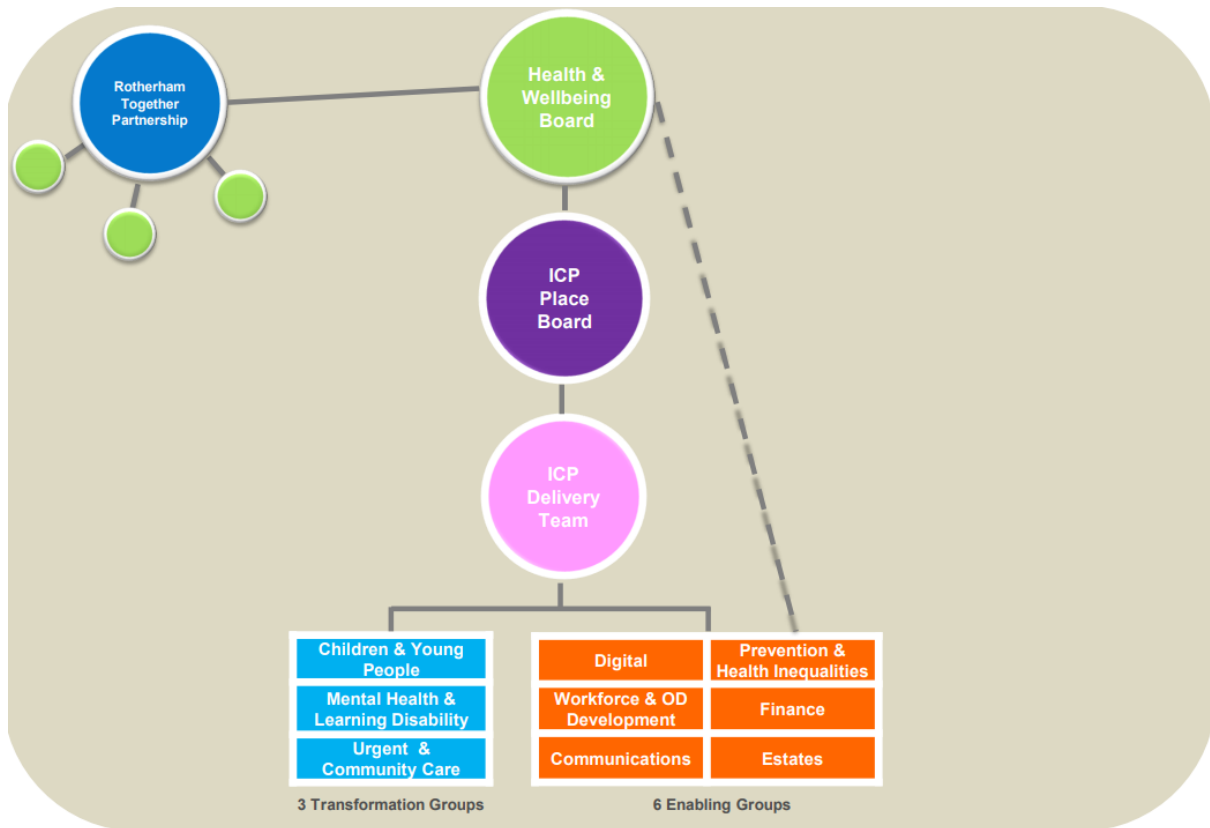 Rotherham
Together
Partnership
Health &
Wellbeing
Board
ICP
Place
Board
ICP
Delivery
Team
Children & Young
People
Mental Health &
Learning Disability
Urgent &
Community Care
3 Transformation Groups
Digital
Prevention &
Health Inequalities
Workforce & OD
Development
Finance
Communications
Estates
6 Enabling Groups